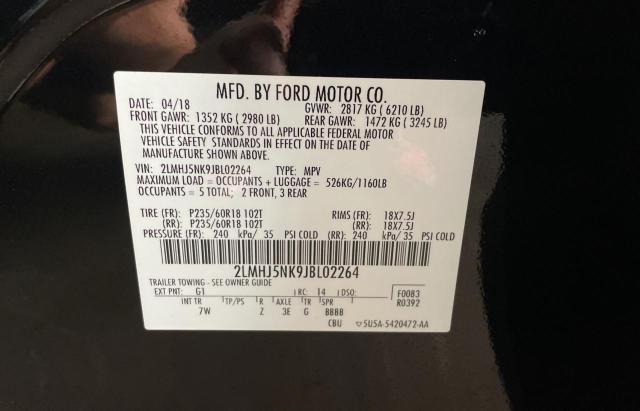 MFD. BY FORD MOTOR CO.
DATE: 04/18 GVWR: 2817 KG ( 6210 LB)
FRONT GAWR: 1352 KG ( 2980 LB) REAR GAWR: 1472 KG ( 3245 LB)
THIS VEHICLE CONFORMS TO ALL APPLICABLE FEDERAL MOTOR
VEHICLE SAFETY STANDARDS IN EFFECT ON THE DATE OF
MANUFACTURE SHOWN ABOVE.
VIN: 2LMHJ5NK9JBL02264 TYPE: MPV
MAXIMUM LOAD = OCCUPANTS + LUGGAGE = 526KG/1160LB
OCCUPANTS = 5 TOTAL; 2 FRONT, 3 REAR
TIRE (FR): P235/60R18 102T RIMS (FR): 18X7.5J
(RR): P235/60R18 102T (RR): 18X7.5J
PRESSURE (FR): 240 kPa/ 35 PSI COLD (RR): 240 kPa/ 35 PSI COLD
2LMHJ5NK9JBL02264
TRAILER TOWING - SEE OWNER GUIDE
EXT PNT: G1 RC: 14 DSO: F0083
INT TR TP/PS R AXLE TR SPR R0392
7W Z 3E G BBBB
CBU 5U5A-5420472-AA